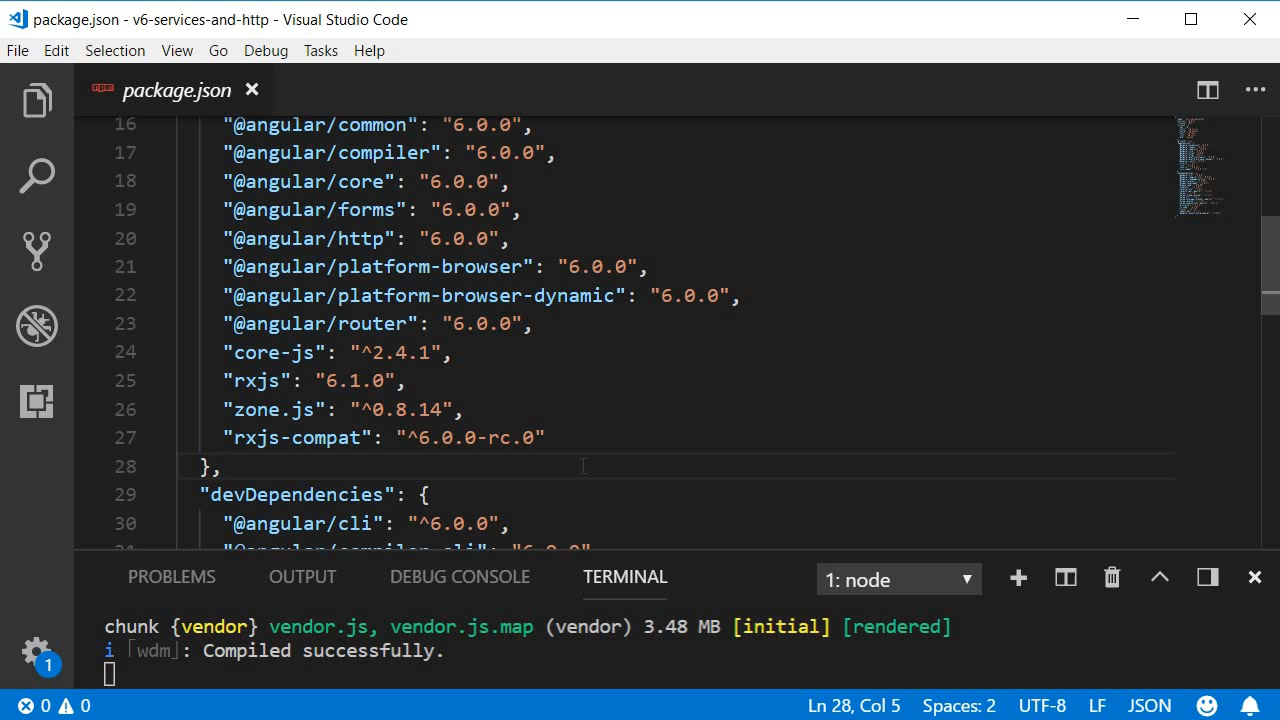 package.json - v6-services-and-http - Visual Studio Code
File Edit Selection View Go Debug Tasks Help
package.json
16 "@angular/common": "6.0.0",
17 "@angular/compiler": "6.0.0",
18 "@angular/core": "6.0.0",
19 "@angular/forms": "6.0.0",
20 "@angular/http": "6.0.0",
21 "@angular/platform-browser": "6.0.0",
22 "@angular/platform-browser-dynamic": "6.0.0",
23 "@angular/router": "6.0.0",
24 "core-js": "^2.4.1",
25 "rxjs": "6.1.0",
26 "zone.js": "^0.8.14",
27 "rxjs-compat": "^6.0.0-rc.0"
28 },
29 "devDependencies": {
30 "@angular/cli": "^6.0.0",
31 "@angular/compiler-cli": "6.0.0"
PROBLEMS OUTPUT DEBUG CONSOLE TERMINAL 1: node
chunk {vendor} vendor.js, vendor.js.map (vendor) 3.48 MB [initial] [rendered]
i ｢wdm｣: Compiled successfully.
1
0 0 Ln 28, Col 5 Spaces: 2 UTF-8 LF JSON